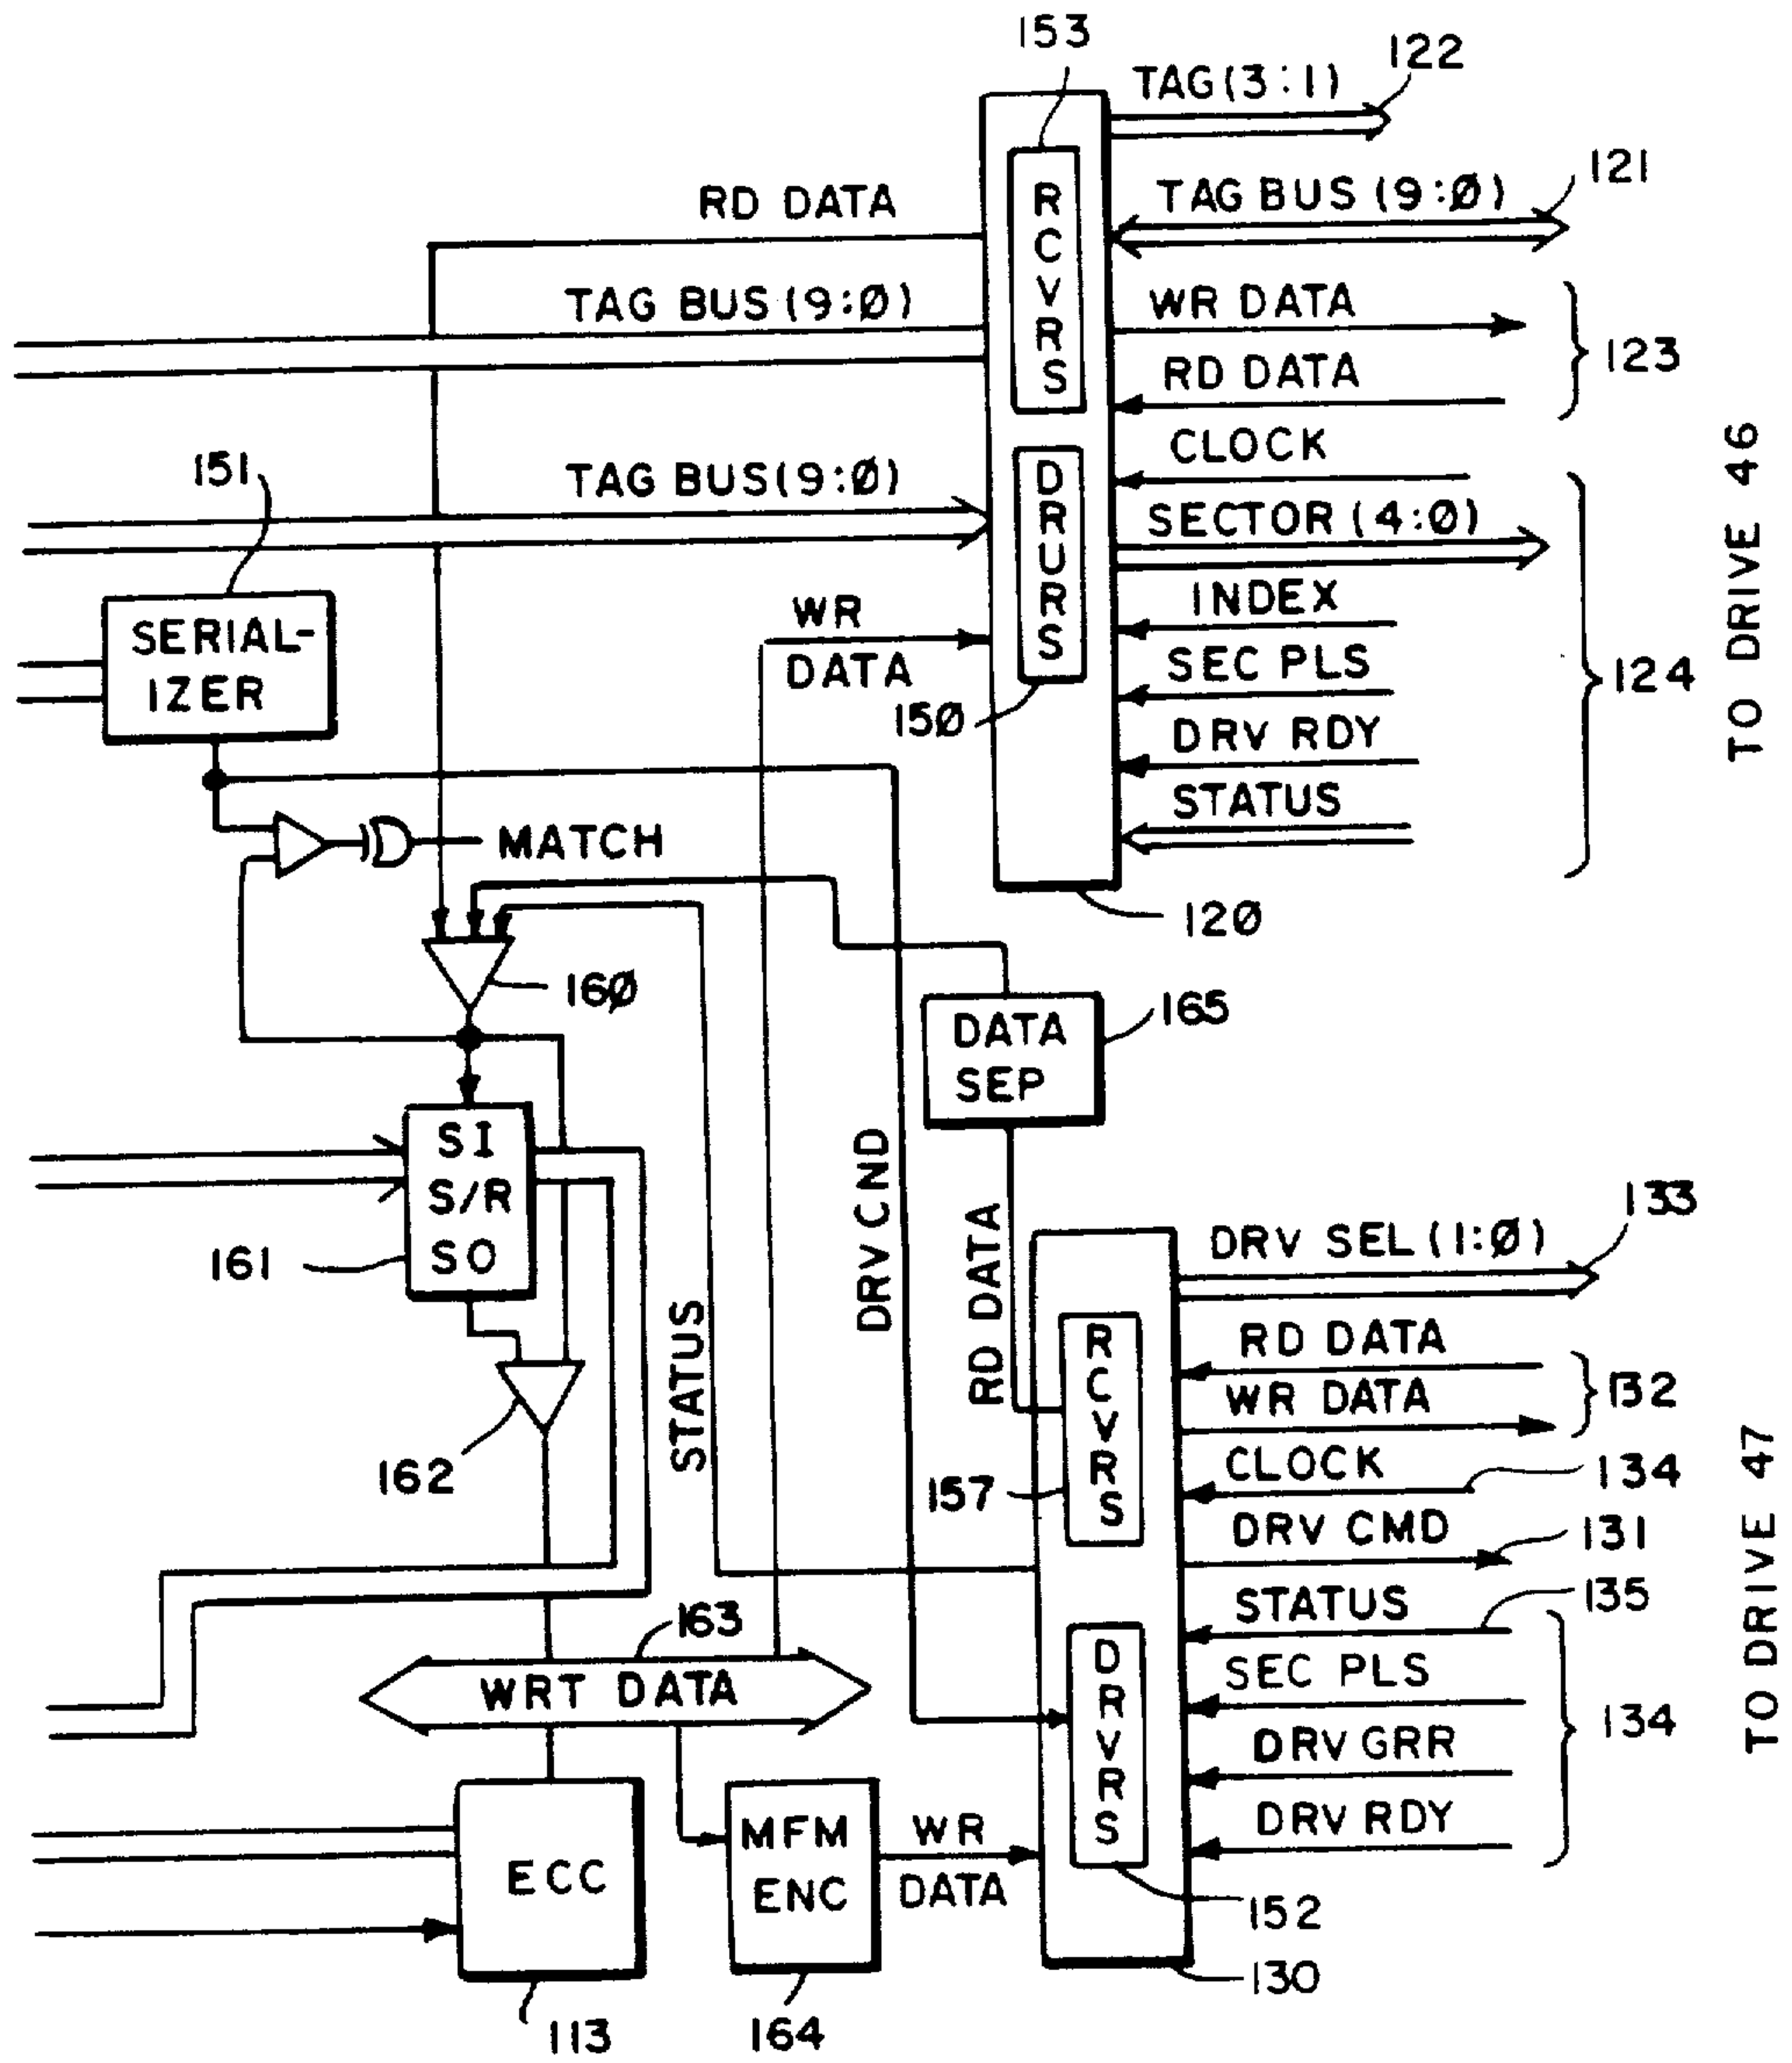 153
TAG(3:1)
122
RD DATA
TAG BUS (9:Ø)
121
TAG BUS(9:Ø)
RCVRS
WR DATA
RD DATA
123
CLOCK
151
TAG BUS(9:Ø)
DRURS
SECTOR (4:0)
TO DRIVE 46
SERIAL-
IZER
WR
DATA
INDEX
SEC PLS
124
150
DRV RDY
STATUS
MATCH
120
160
DATA
SEP
165
SI
S/R
SO
161
DRV CND
RD DATA
STATUS
DRV SEL(1:Ø)
133
RCVRS
RD DATA
WR DATA
132
162
157
CLOCK
134
DRV CMD
131
STATUS
135
163
WRT DATA
DRVRS
SEC PLS
DRV GRR
134
DRV RDY
TO DRIVE 47
ECC
MFM
ENC
WR
DATA
152
130
113
164